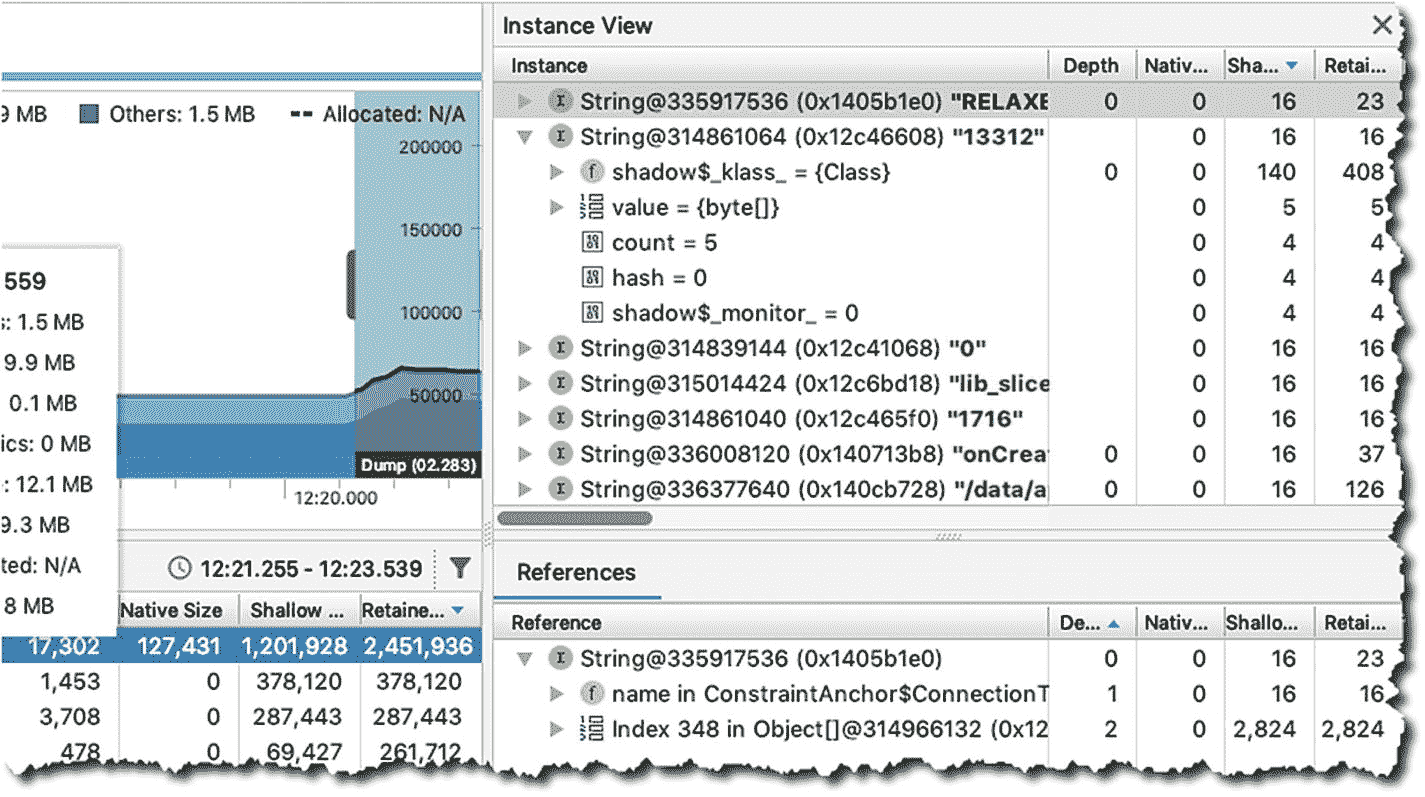 Instance View
Instance Depth Nativ... Sha... Retai...
String@335917536 (0x1405b1e0) "RELAXE 0 0 16 23
String@314861064 (0x12c46608) "13312" 0 16 16
f shadow$_klass_ = {Class} 0 0 140 408
value = {byte[]} 0 5 5
count = 5 0 4 4
hash = 0 0 4 4
shadow$_monitor_ = 0 0 4 4
String@314839144 (0x12c41068) "0" 0 16 16
String@315014424 (0x12c6bd18) "lib_slice 0 16 16
String@314861040 (0x12c465f0) "1716" 0 16 16
String@336008120 (0x140713b8) "onCrea 0 0 16 37
String@336377640 (0x140cb728) "/data/a 0 0 16 126
9 MB Others: 1.5 MB Allocated: N/A
200000
150000
100000
50000
Dump (02.283)
12:20.000
559
s: 1.5 MB
9.9 MB
0.1 MB
ics: 0 MB
: 12.1 MB
9.3 MB
ted: N/A
8 MB
12:21.255 - 12:23.539
Native Size Shallow ... Retaine...
17,302 127,431 1,201,928 2,451,936
1,453 0 378,120 378,120
3,708 0 287,443 287,443
478 0 69,427 261,712
References
Reference De... Nativ... Shallo... Retai...
String@335917536 (0x1405b1e0) 0 0 16 23
f name in ConstraintAnchor$ConnectionT 1 0 16 16
Index 348 in Object[]@314966132 (0x12 2 0 2,824 2,824